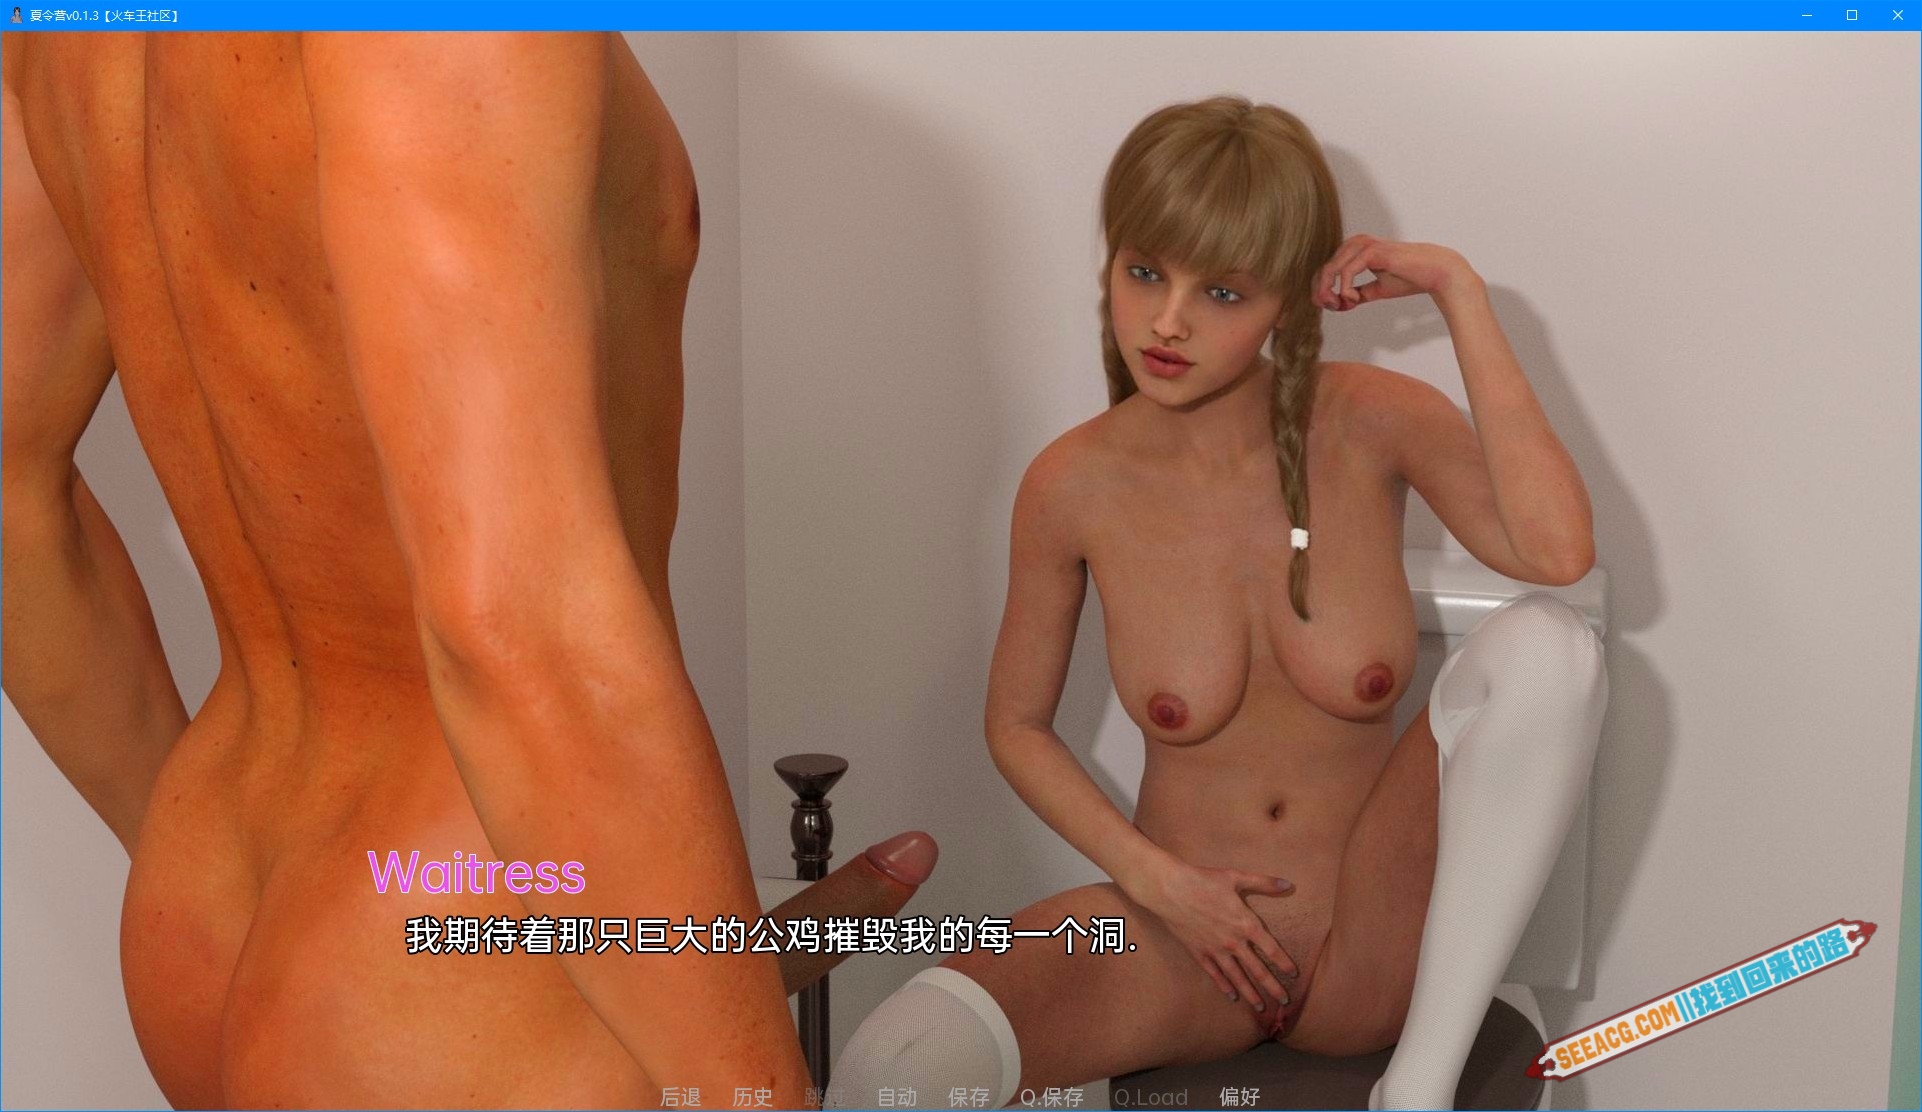 夏令营v0.1.3【火车王社区】
Waitress
我期待着那只巨大的公鸡摧毁我的每一个洞.
SEEACG.COM||找到回来的路
后退 历史 跳过 自动 保存 Q.保存 Q.Load 偏好